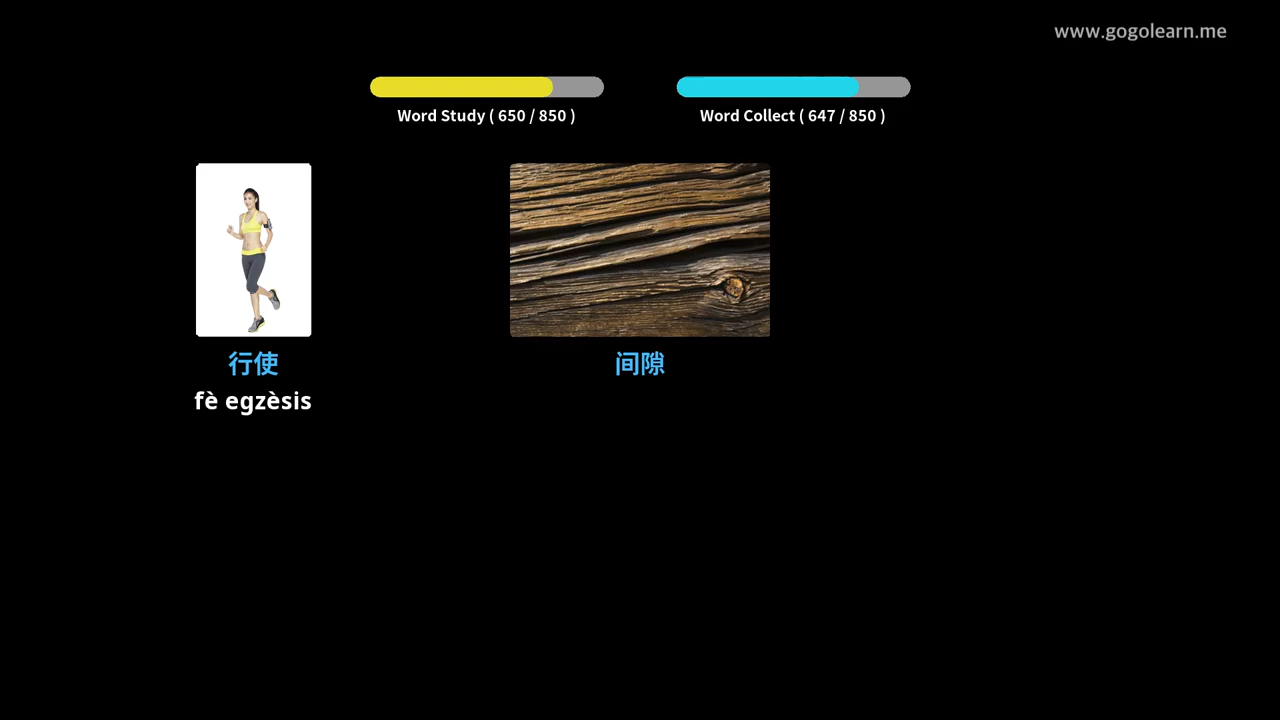 www.gogolearn.me
Word Study ( 650 / 850 )
Word Collect ( 647 / 850 )
行使
间隙
fè egzèsis